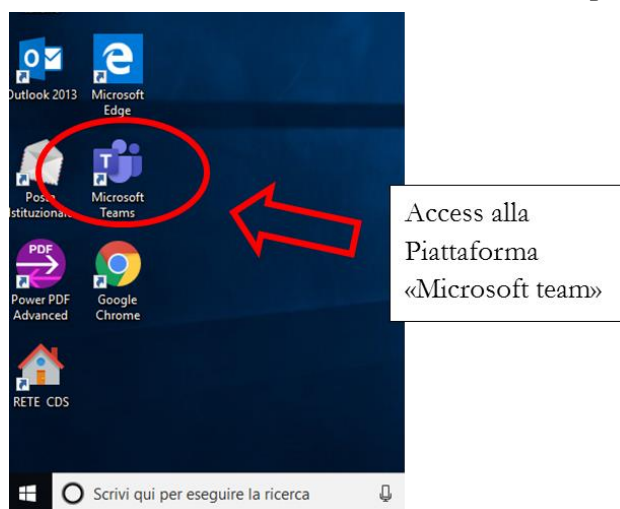 Outlook 2013
Microsoft Edge
Posta Istituzionale
Microsoft Teams
PDF
Power PDF Advanced
Google Chrome
RETE CDS
Access alla
Piattaforma
«Microsoft team»
Scrivi qui per eseguire la ricerca